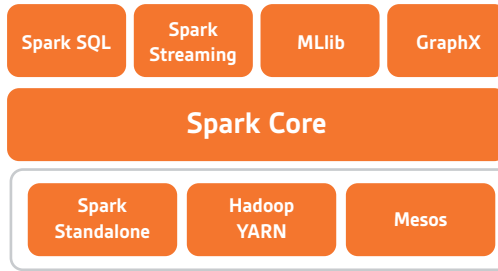 Spark SQL
Spark
Streaming
MLlib
GraphX
Spark Core
Spark
Standalone
Hadoop
YARN
Mesos